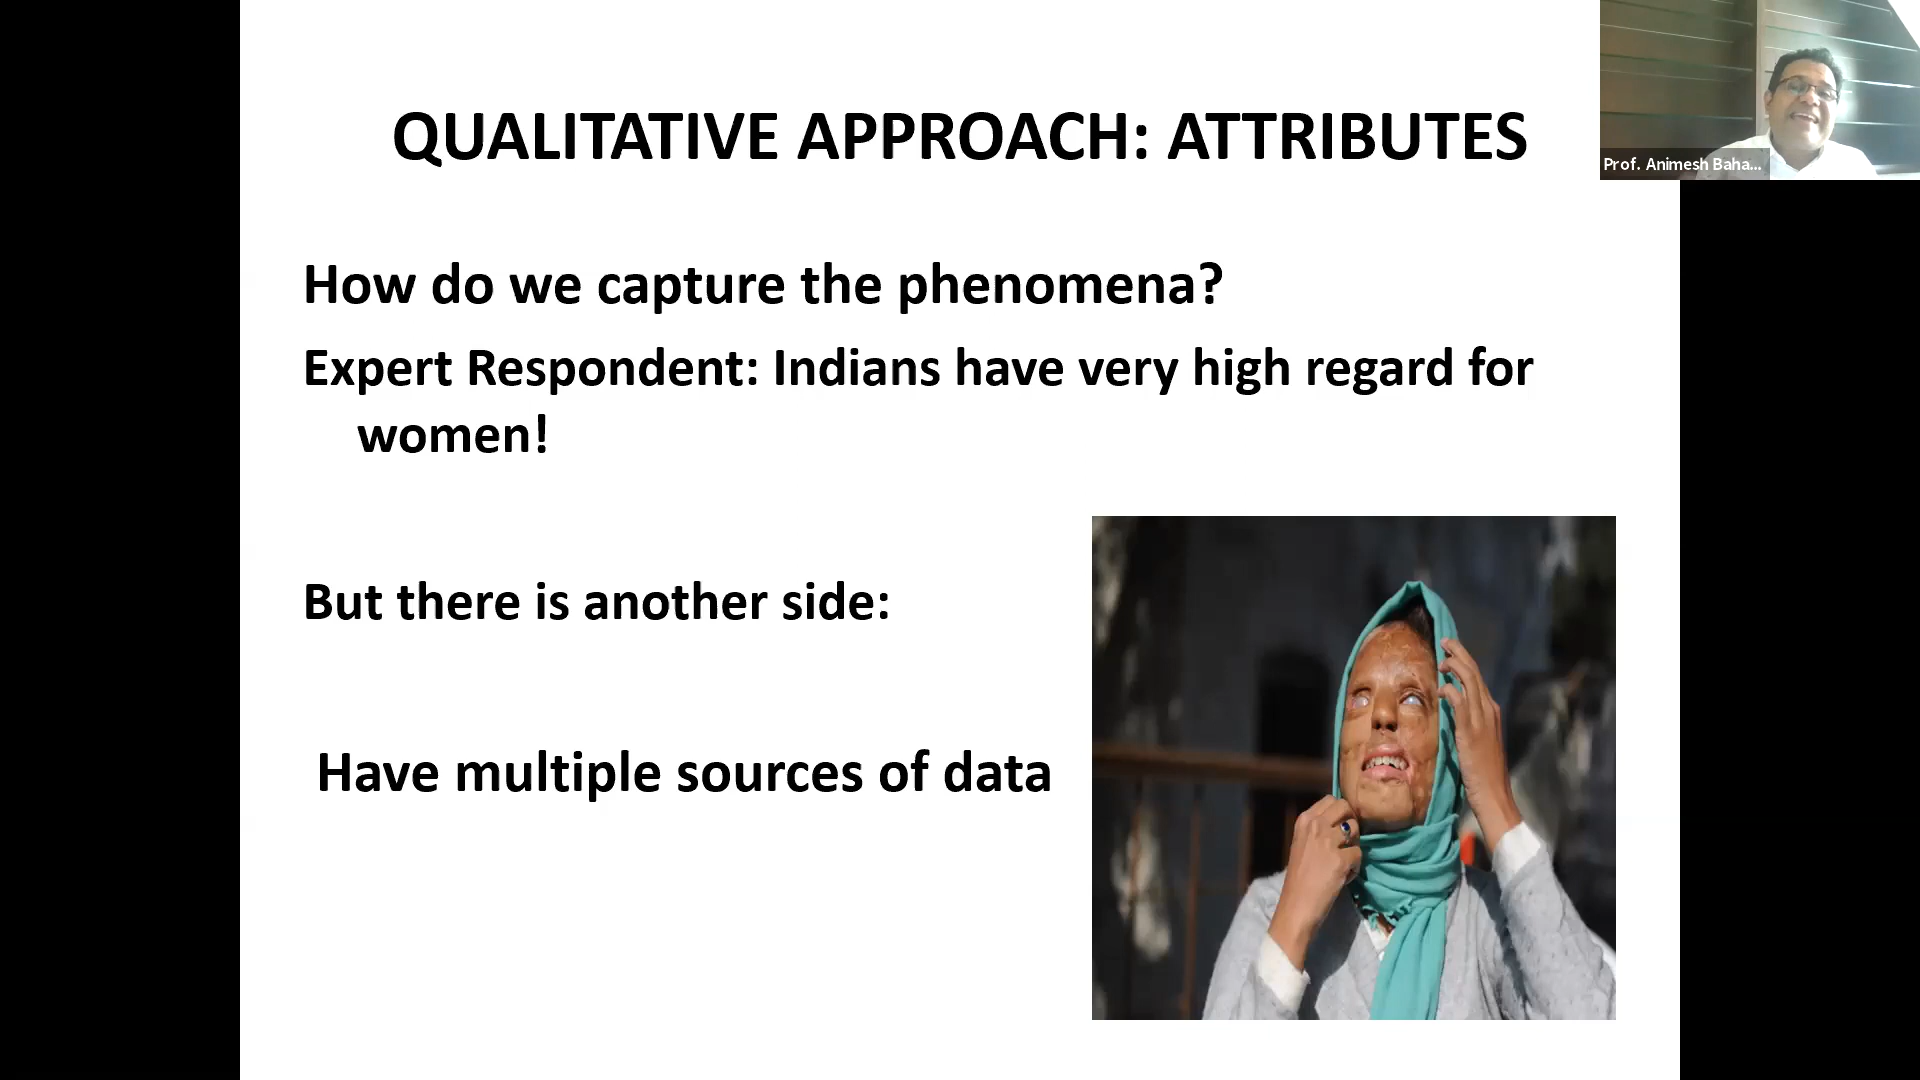 QUALITATIVE APPROACH: ATTRIBUTES
Prof. Animesh Baha...
How do we capture the phenomena?
Expert Respondent: Indians have very high regard for
women!
But there is another side:
Have multiple sources of data